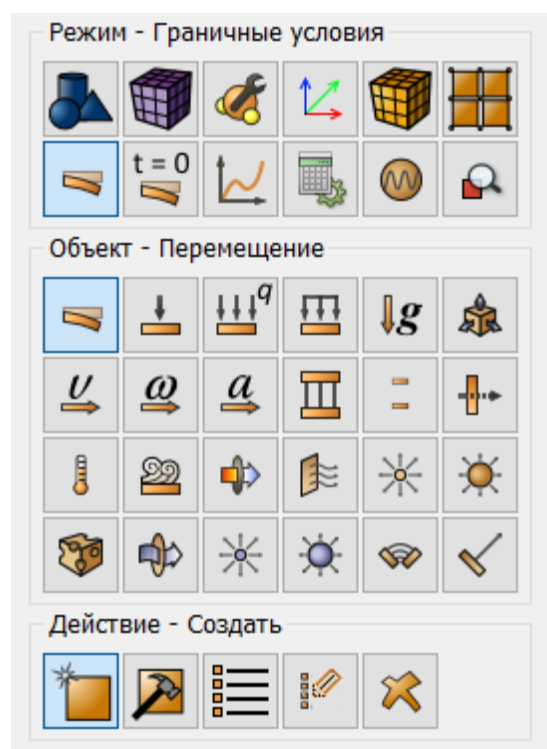 Режим - Граничные условия
t = 0
Объект - Перемещение
q
g
υ ω a
Действие - Создать